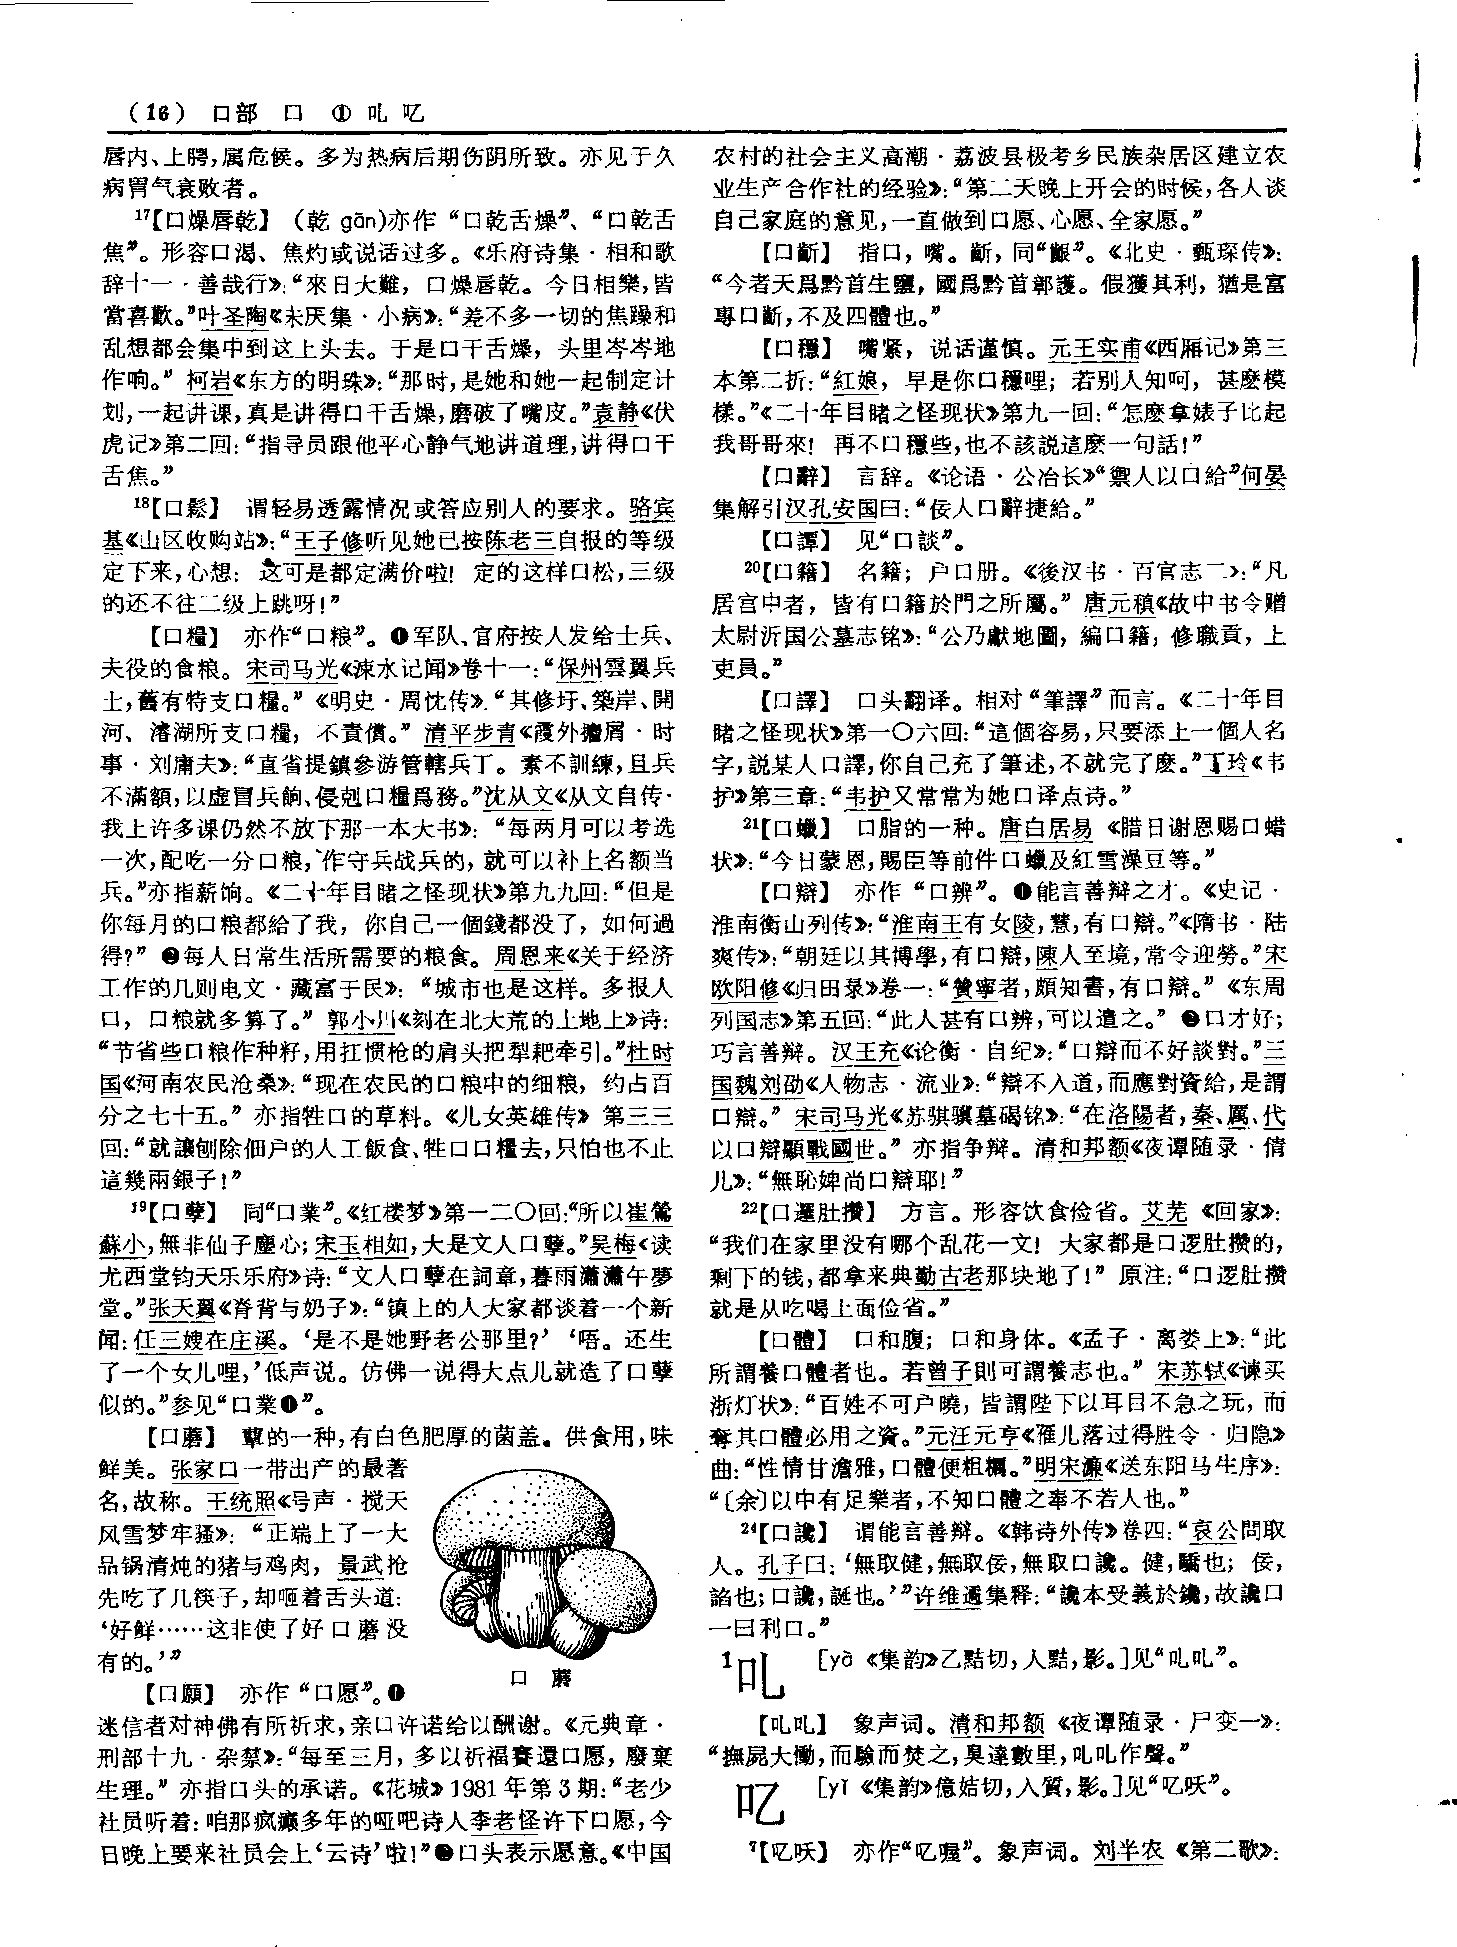 (16) 口部 口 ① 吼 吃
唇内、上腭,属危候。多为热病后期伤阴所致。亦见于久
病胃气衰败者。
17【口燥唇乾】 (乾 gān)亦作“口乾舌燥”、“口乾舌
焦”。形容口渴、焦灼或说话过多。《乐府诗集·相和歌
辞十一·善哉行》:“來日大難, 口燥唇乾。今日相樂,皆
當喜歡。”叶圣陶《未厌集·小病》:“差不多一切的焦躁和
乱想都会集中到这上头去。于是口干舌燥, 头里岑岑地
作响。” 柯岩《东方的明珠》:“那时,是她和她一起制定计
划,一起讲课,真是讲得口干舌燥,磨破了嘴皮。”袁静《伏
虎记》第二回:“指导员跟他平心静气地讲道理,讲得口干
舌焦。”
18【口鬆】 谓轻易透露情况或答应别人的要求。骆宾
基《山区收购站》:“王子修听见她已按陈老三自报的等级
定下来,心想: 这可是都定满价啦! 定的这样口松,三级
的还不往二级上跳呀!”
【口糧】 亦作“口粮”。❶军队、官府按人发给士兵、
夫役的食粮。宋司马光《涑水记闻》卷十一:“保州雲翼兵
士,舊有特支口糧。” 《明史·周忱传》:“其修圩、築岸、開
河、濬湖所支口糧, 不責償。” 清平步青《霞外攟屑·时
事·刘庸夫》:“直省提鎮参游管轄兵丁。素不訓練,且兵
不滿額,以虚冒兵餉、侵剋口糧爲務。”沈从文《从文自传·
我上许多课仍然不放下那一本大书》: “每两月可以考选
一次,配吃一分口粮,作守兵战兵的, 就可以补上名额当
兵。”亦指薪饷。《二十年目睹之怪现状》第九九回:“但是
你每月的口粮都給了我, 你自己一個錢都没了, 如何過
得?” ❷每人日常生活所需要的粮食。周恩来《关于经济
工作的几则电文·藏富于民》: “城市也是这样。多报人
口, 口粮就多算了。” 郭小川《刻在北大荒的土地上》诗:
“节省些口粮作种籽,用扛惯枪的肩头把犁耙牵引。”杜时
国《河南农民沧桑》:“现在农民的口粮中的细粮, 约占百
分之七十五。” 亦指牲口的草料。《儿女英雄传》 第三三
回:“就讓刨除佃户的人工飯食、牲口口糧去,只怕也不止
這幾兩銀子!”
19【口孽】 同“口業”。《红楼梦》第一二〇回:“所以崔鶯
蘇小,無非仙子塵心; 宋玉相如,大是文人口孽。”吴梅《读
尤西堂钧天乐乐府》诗: “文人口孽在詞章,暮雨瀟瀟午夢
堂。”张天翼《脊背与奶子》:“镇上的人大家都谈着一个新
闻: 任三嫂在庄溪。‘是不是她野老公那里?’ ‘唔。还生
了一个女儿哩,’低声说。仿佛一说得大点儿就造了口孽
似的。”参见“口業❶”。
【口蘑】 蕈的一种,有白色肥厚的菌盖。供食用,味
鲜美。张家口一带出产的最著
名,故称。王统照《号声·搅天
风雪梦牢骚》: “正端上了一大
品锅清炖的猪与鸡肉, 景武抢
先吃了几筷子,却咂着舌头道:
‘好鲜……这非使了好口蘑没
有的。’”
口 蘑
【口願】 亦作“口愿”。❶
迷信者对神佛有所祈求,亲口许诺给以酬谢。《元典章·
刑部十九·杂禁》:“每至三月, 多以祈福賽還口愿, 廢棄
生理。” 亦指口头的承诺。《花城》1981 年第 3 期:“老少
社员听着: 咱那疯癫多年的哑吧诗人李老怪许下口愿,今
日晚上要来社员会上‘云诗’啦!”❷口头表示愿意。《中国
农村的社会主义高潮·荔波县极考乡民族杂居区建立农
业生产合作社的经验》:“第二天晚上开会的时候,各人谈
自己家庭的意见,一直做到口愿、心愿、全家愿。”
【口齗】 指口,嘴。齗,同“齦”。《北史·甄琛传》:
“今者天爲黔首生鹽, 國爲黔首鄣護。假獲其利, 猶是富
專口齗,不及四體也。”
【口穩】 嘴紧, 说话谨慎。元王实甫《西厢记》第三
本第二折:“紅娘, 早是你口穩哩; 若别人知呵, 甚麽模
樣。”《二十年目睹之怪现状》第九一回:“怎麽拿婊子比起
我哥哥來! 再不口穩些,也不該説這麽一句話!”
【口辭】 言辞。《论语·公冶长》“禦人以口給”何晏
集解引汉孔安国曰:“佞人口辭捷給。”
【口譚】 见“口談”。
20【口籍】 名籍; 户口册。《後汉书·百官志二》:“凡
居宫中者, 皆有口籍於門之所屬。” 唐元稹《故中书令赠
太尉沂国公墓志铭》:“公乃獻地圖, 編口籍, 修職貢, 上
吏員。”
【口譯】 口头翻译。相对“筆譯”而言。《二十年目
睹之怪现状》第一〇六回:“這個容易,只要添上一個人名
字,説某人口譯,你自己充了筆述,不就完了麽。”丁玲《韦
护》第三章:“韦护又常常为她口译点诗。”
21【口蠟】 口脂的一种。唐白居易 《腊日谢恩赐口蜡
状》:“今日蒙恩,賜臣等前件口蠟及紅雪澡豆等。”
【口辯】 亦作 “口辨”。❶能言善辩之才。《史记·
淮南衡山列传》:“淮南王有女陵,慧,有口辯。”《隋书·陆
爽传》:“朝廷以其博學,有口辯,陳人至境,常令迎勞。”宋
欧阳修《归田录》卷一:“贊寧者,頗知書,有口辯。” 《东周
列国志》第五回:“此人甚有口辨,可以遣之。” ❷口才好;
巧言善辩。汉王充《论衡·自纪》:“口辯而不好談對。”三
国魏刘劭《人物志·流业》:“辯不入道,而應對資給,是謂
口辯。” 宋司马光《苏骐骥墓碣铭》:“在洛陽者,秦、厲、代
以口辯顯戰國世。” 亦指争辩。清和邦额《夜谭随录·倩
儿》:“無恥婢尚口辯耶!”
22【口邏肚攢】 方言。形容饮食俭省。艾芜 《回家》:
“我们在家里没有哪个乱花一文! 大家都是口逻肚攒的,
剩下的钱,都拿来典勤古老那块地了!” 原注:“口逻肚攒
就是从吃喝上面俭省。”
【口體】 口和腹; 口和身体。《孟子·离娄上》:“此
所謂養口體者也。若曾子則可謂養志也。” 宋苏轼《谏买
浙灯状》:“百姓不可户曉, 皆謂陛下以耳目不急之玩, 而
奪其口體必用之資。”元汪元亨《雁儿落过得胜令·归隐》
曲:“性情甘澹雅,口體便粗糲。”明宋濂《送东阳马生序》:
“〔余〕以中有足樂者,不知口體之奉不若人也。”
24【口讒】 谓能言善辩。《韩诗外传》卷四:“哀公問取
人。孔子曰: ‘無取健,無取佞,無取口讒。健,驕也; 佞,
諂也;口讒,誕也。’”许维遹集释:“讒本受義於鑱,故讒口
一曰利口。”
1吼 [yà 《集韵》乙黠切,入黠,影。]见“吼吼”。
【吼吼】 象声词。清和邦额 《夜谭随录·尸变一》:
“撫屍大慟,而驗而焚之,臭達數里,吼吼作聲。”
吃 [yī 《集韵》億姞切,入質,影。]见“吃吷”。
7【吃吷】 亦作“吃喔”。象声词。刘半农 《第二歌》: